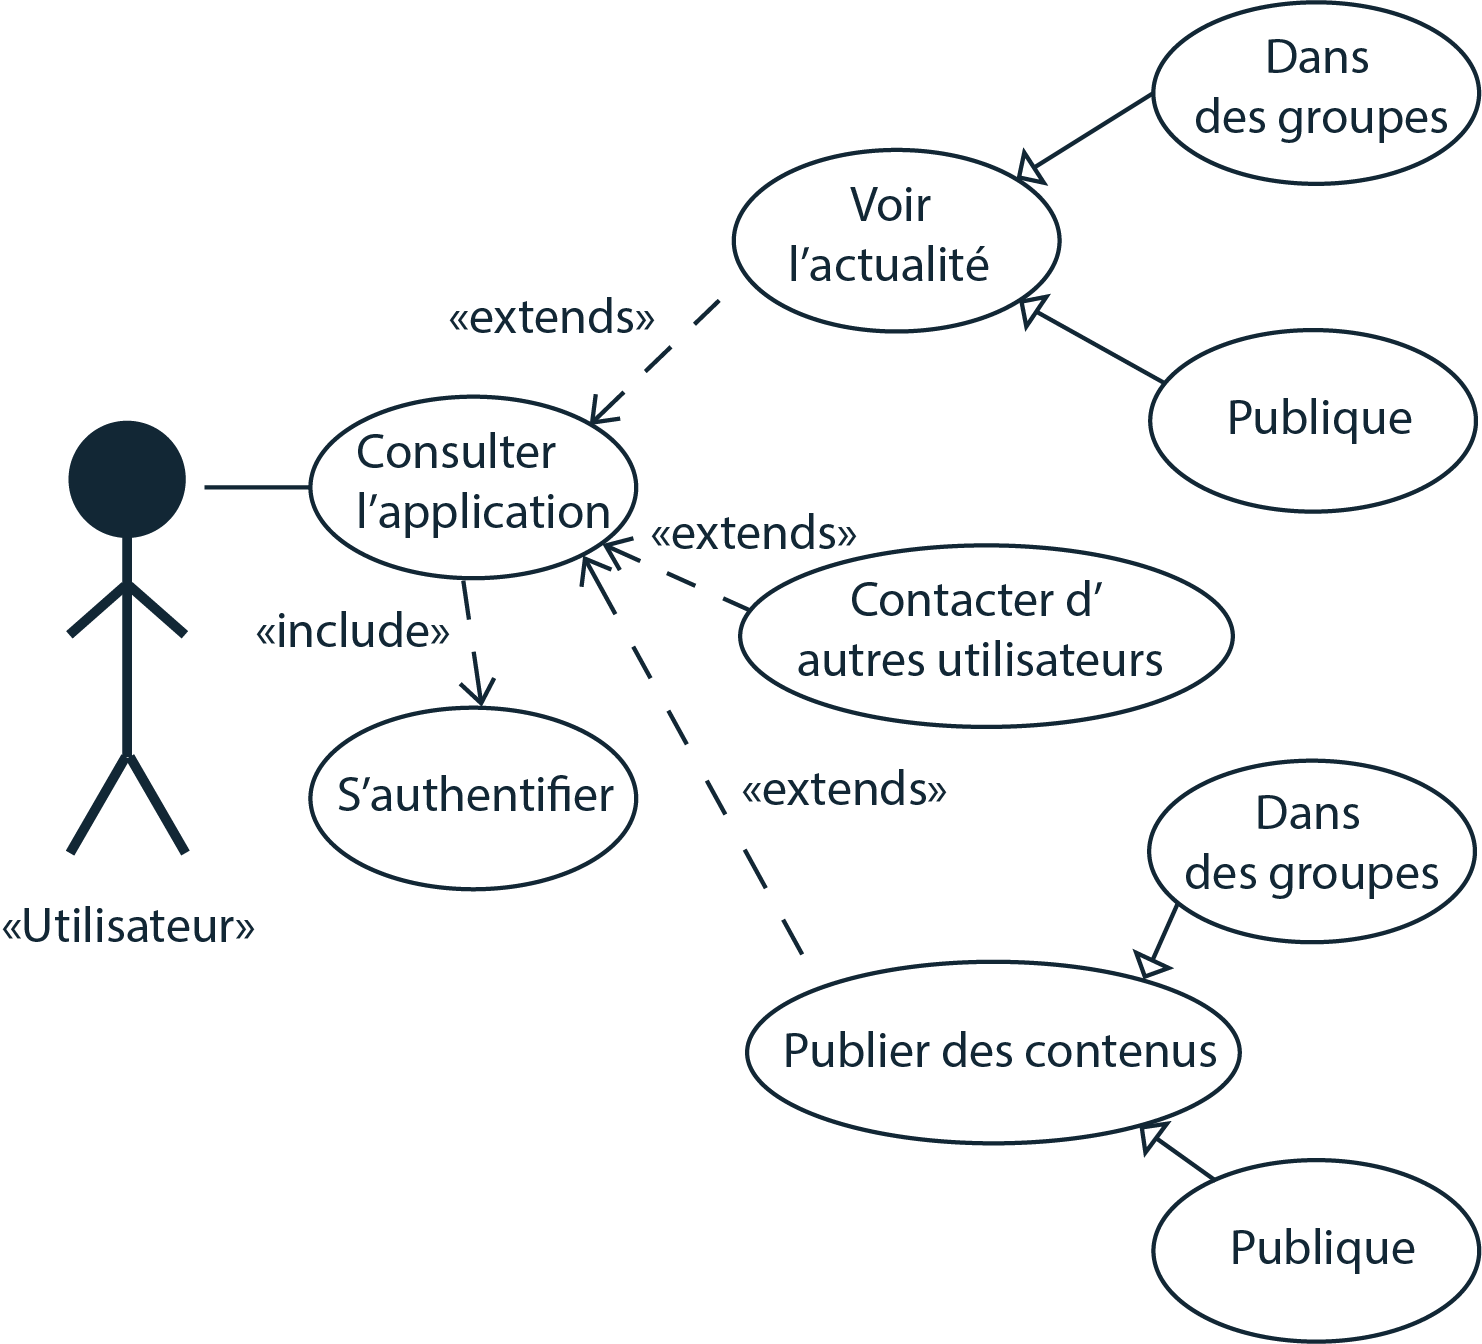 Dans
des groupes
Voir
l’actualité
«extends»
Publique
Consulter
l’application
«extends»
Contacter d’
autres utilisateurs
«include»
S’authentifier
«extends»
Dans
des groupes
«Utilisateur»
Publier des contenus
Publique